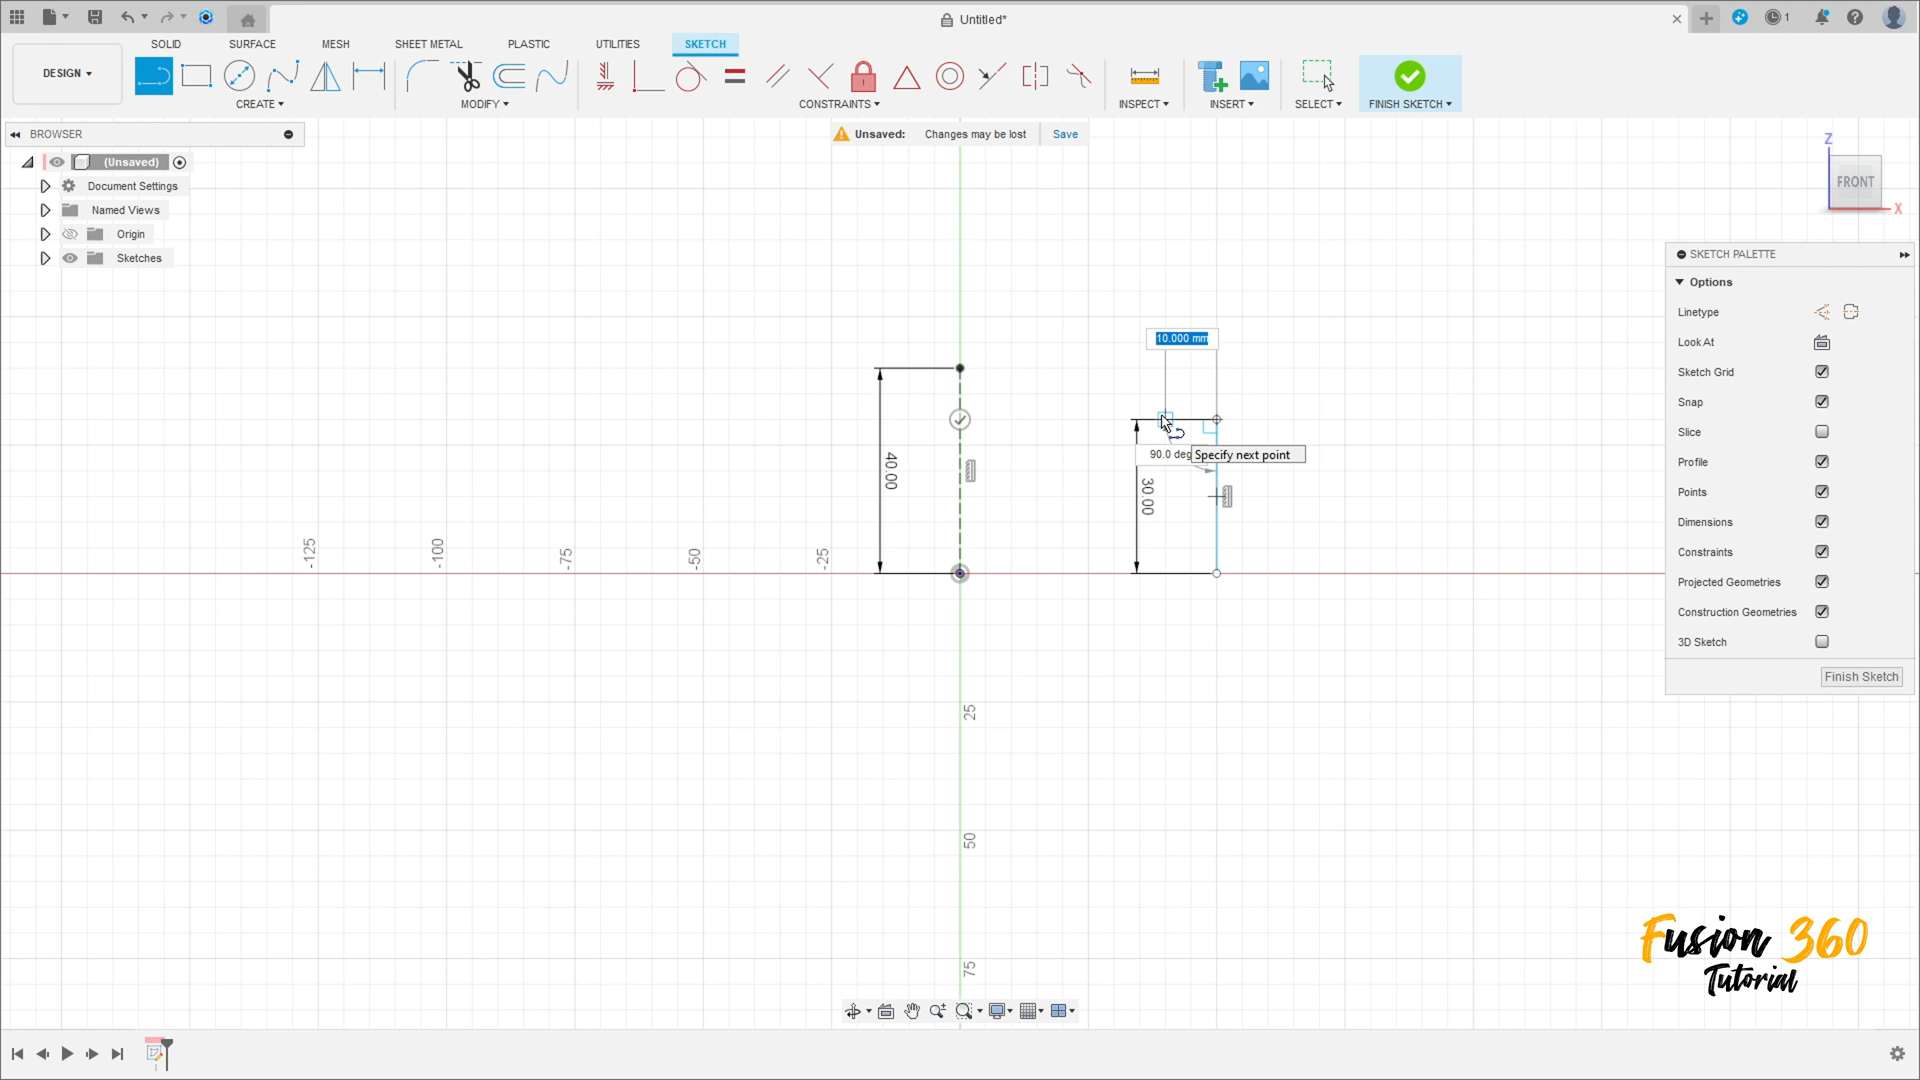 Untitled*
1
SOLID
SURFACE
MESH
SHEET METAL
PLASTIC
UTILITIES
SKETCH
DESIGN
CREATE
MODIFY
CONSTRAINTS
INSPECT
INSERT
SELECT
FINISH SKETCH
BROWSER
Unsaved: Changes may be lost Save
(Unsaved)
Document Settings
Named Views
Origin
Sketches
Z
FRONT
X
SKETCH PALETTE
Options
Linetype
Look At
Sketch Grid
Snap
Slice
Profile
Points
Dimensions
Constraints
Projected Geometries
Construction Geometries
3D Sketch
Finish Sketch
10.000 mm
90.0 deg
Specify next point
40.00
30.00
-125
-100
-75
-50
-25
25
50
75
Fusion 360
Tutorial